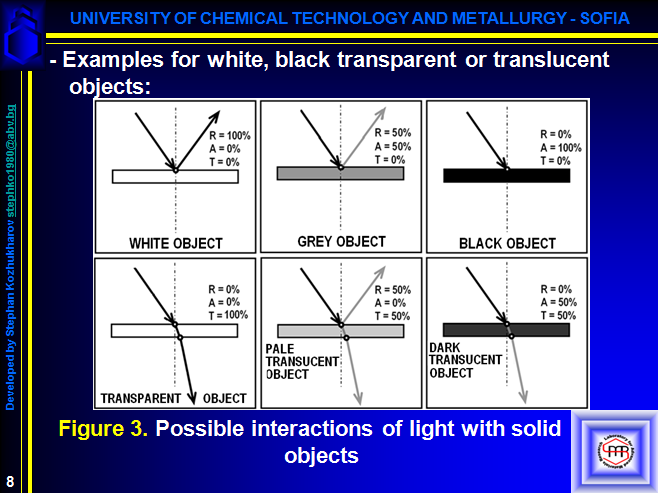 UNIVERSITY OF CHEMICAL TECHNOLOGY AND METALLURGY - SOFIA
- Examples for white, black transparent or translucent
objects:
R = 100%
A = 0%
T = 0%
WHITE OBJECT
R = 50%
A = 50%
T = 0%
GREY OBJECT
R = 0%
A = 100%
T = 0%
BLACK OBJECT
R = 0%
A = 0%
T = 100%
TRANSPARENT OBJECT
R = 50%
A = 0%
T = 50%
PALE
TRANSUCENT
OBJECT
R = 0%
A = 50%
T = 50%
DARK
TRANSUCENT
OBJECT
Figure 3. Possible interactions of light with solid
objects
Developed by Stephan Kozhukharov stephko1980@abv.bg
8